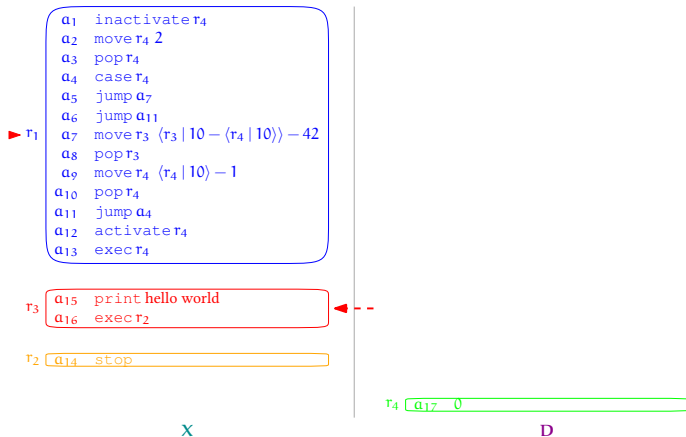 a₁ inactivate r₄
a₂ move r₄ 2
a₃ pop r₄
a₄ case r₄
a₅ jump a₇
a₆ jump a₁₁
r₁ a₇ move r₃ ⟨r₃ | 10 − ⟨r₄ | 10⟩⟩ − 42
a₈ pop r₃
a₉ move r₄ ⟨r₄ | 10⟩ − 1
a₁₀ pop r₄
a₁₁ jump a₄
a₁₂ activate r₄
a₁₃ exec r₄
r₃ a₁₅ print hello world
a₁₆ exec r₂
r₂ a₁₄ stop
r₄ a₁₇ 0
X D